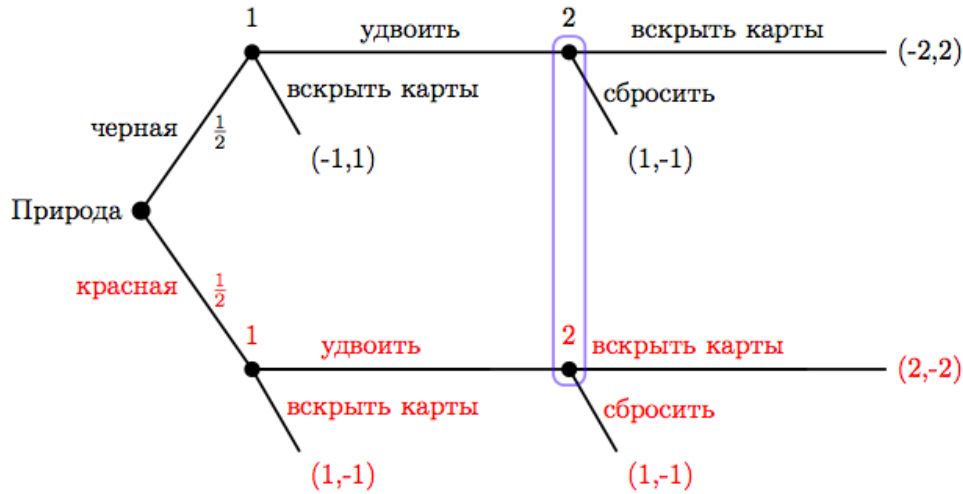 1
удвоить
2
вскрыть карты
(-2,2)
вскрыть карты
сбросить
черная
1/2
(-1,1)
(1,-1)
Природа
красная
1/2
1
удвоить
2
вскрыть карты
(2,-2)
вскрыть карты
сбросить
(1,-1)
(1,-1)